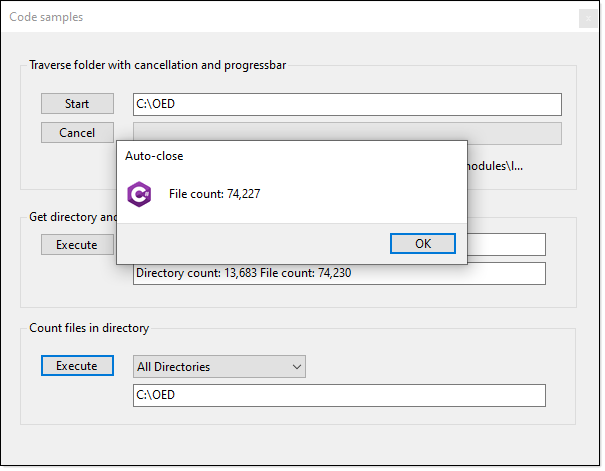 Code samples
Traverse folder with cancellation and progressbar
Start
C:\OED
Cancel
Auto-close
File count: 74,227
OK
Get directory and
Execute
Directory count: 13,683 File count: 74,230
Count files in directory
Execute
All Directories
C:\OED